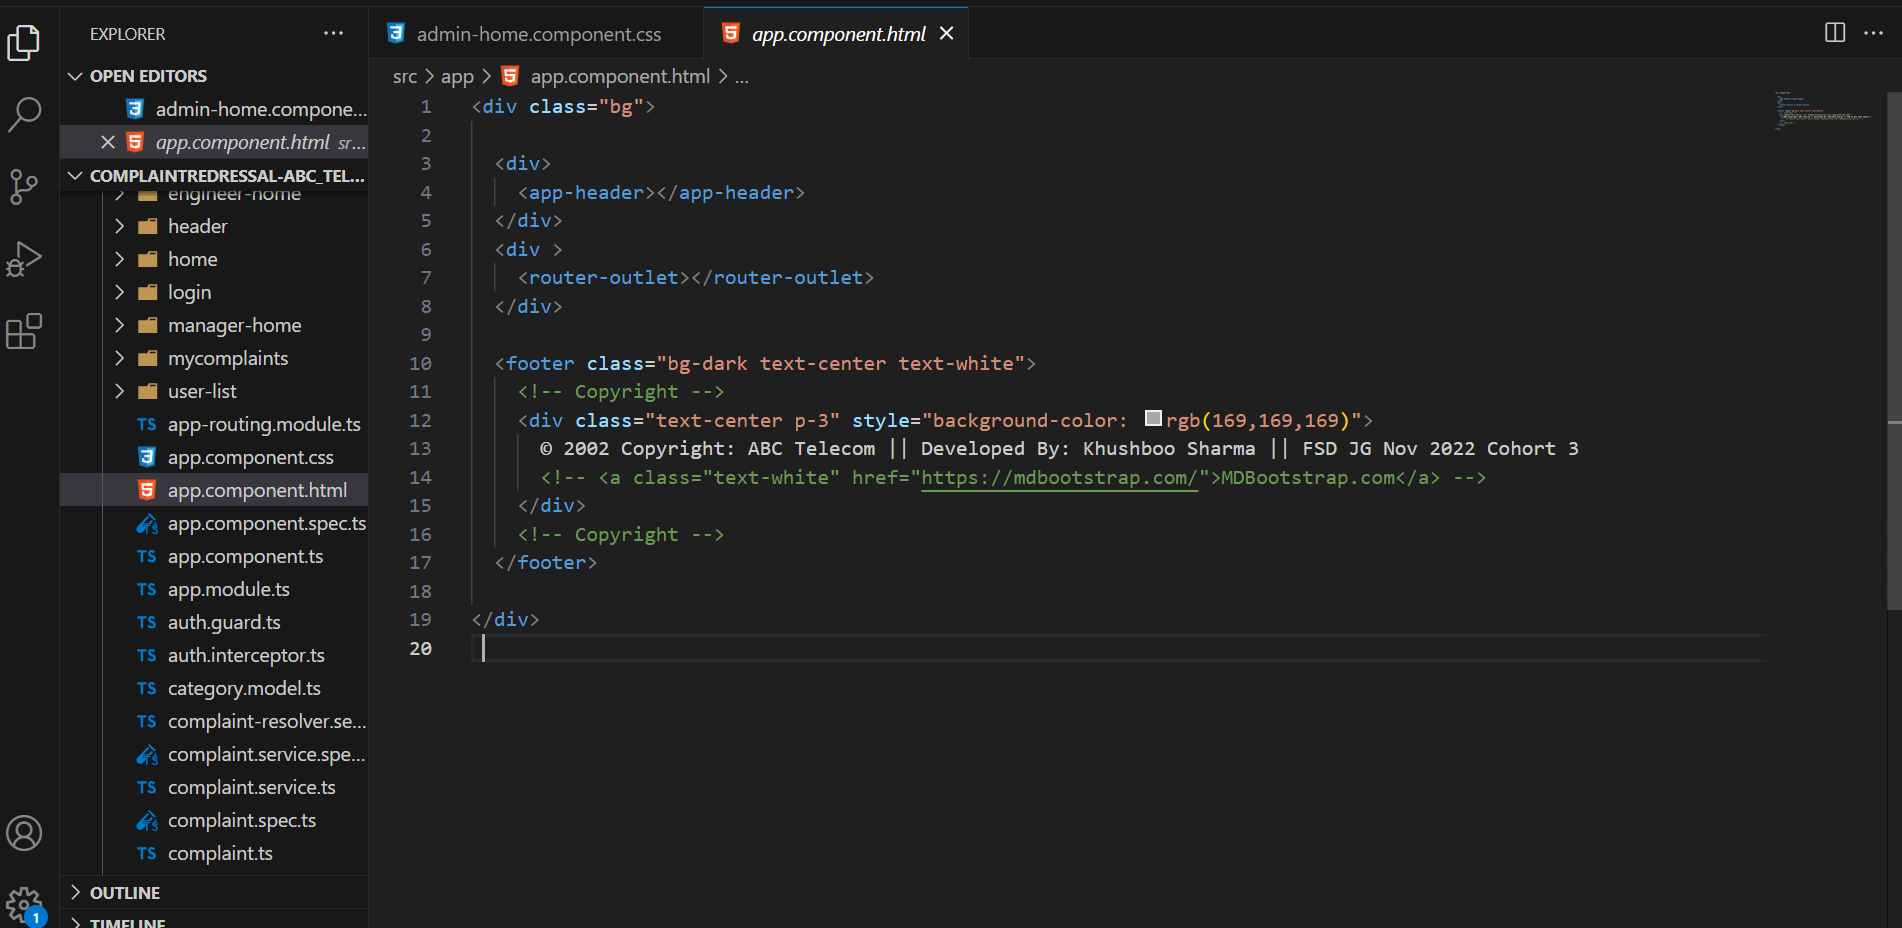 EXPLORER
OPEN EDITORS
admin-home.compone...
app.component.html sr...
COMPLAINTREDRESSAL-ABC_TEL...
engineer-home
header
home
login
manager-home
mycomplaints
user-list
TS app-routing.module.ts
app.component.css
app.component.html
TS app.component.spec.ts
TS app.component.ts
TS app.module.ts
TS auth.guard.ts
TS auth.interceptor.ts
TS category.model.ts
TS complaint-resolver.se...
TS complaint.service.spe...
TS complaint.service.ts
TS complaint.spec.ts
TS complaint.ts
OUTLINE
TIMELINE
1
admin-home.component.css
app.component.html
src > app > app.component.html > ...
1 <div class="bg">
2
3 <div>
4 <app-header></app-header>
5 </div>
6 <div >
7 <router-outlet></router-outlet>
8 </div>
9
10 <footer class="bg-dark text-center text-white">
11 <!-- Copyright -->
12 <div class="text-center p-3" style="background-color: rgb(169,169,169)">
13 © 2002 Copyright: ABC Telecom || Developed By: Khushboo Sharma || FSD JG Nov 2022 Cohort 3
14 <!-- <a class="text-white" href="https://mdbootstrap.com/">MDBootstrap.com</a> -->
15 </div>
16 <!-- Copyright -->
17 </footer>
18
19 </div>
20